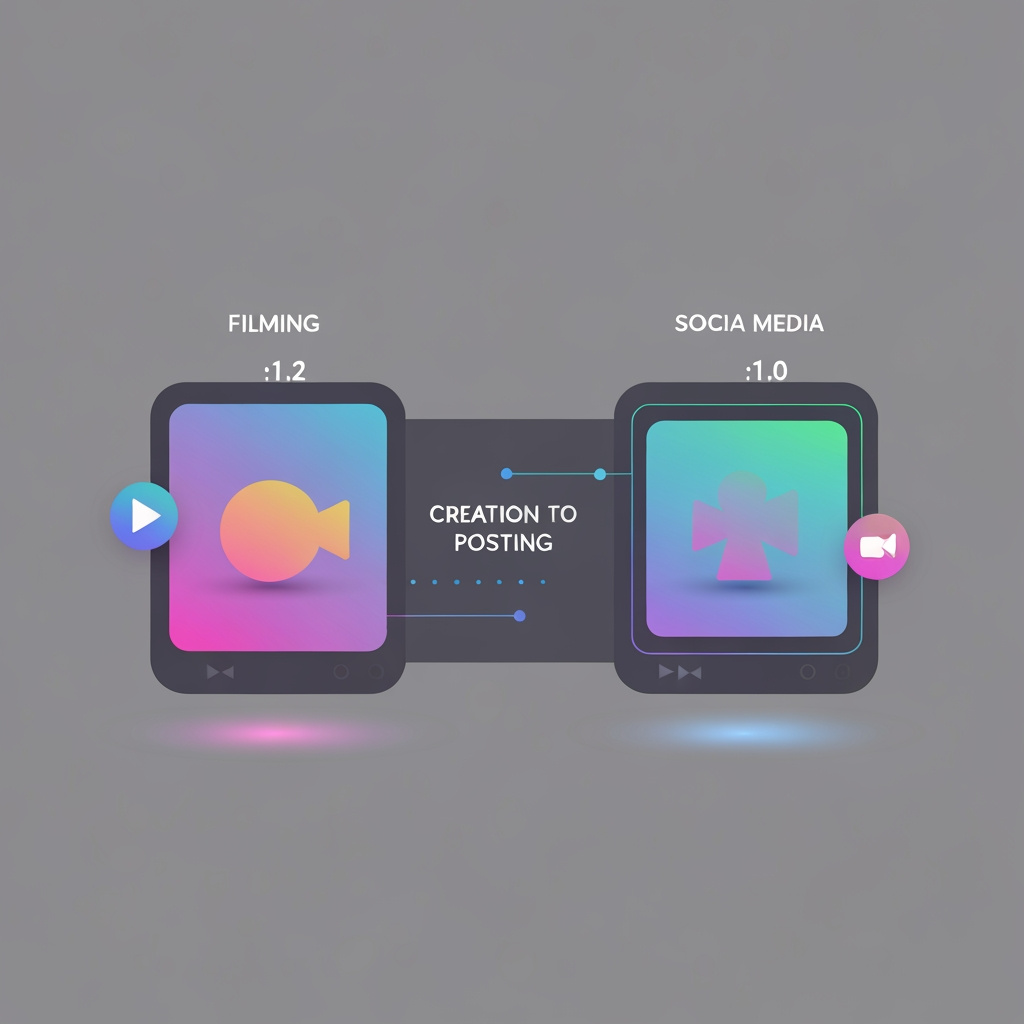 FILMING
SOCIA MEDIA
:1.2
:1.0
CREATION TO
POSTING